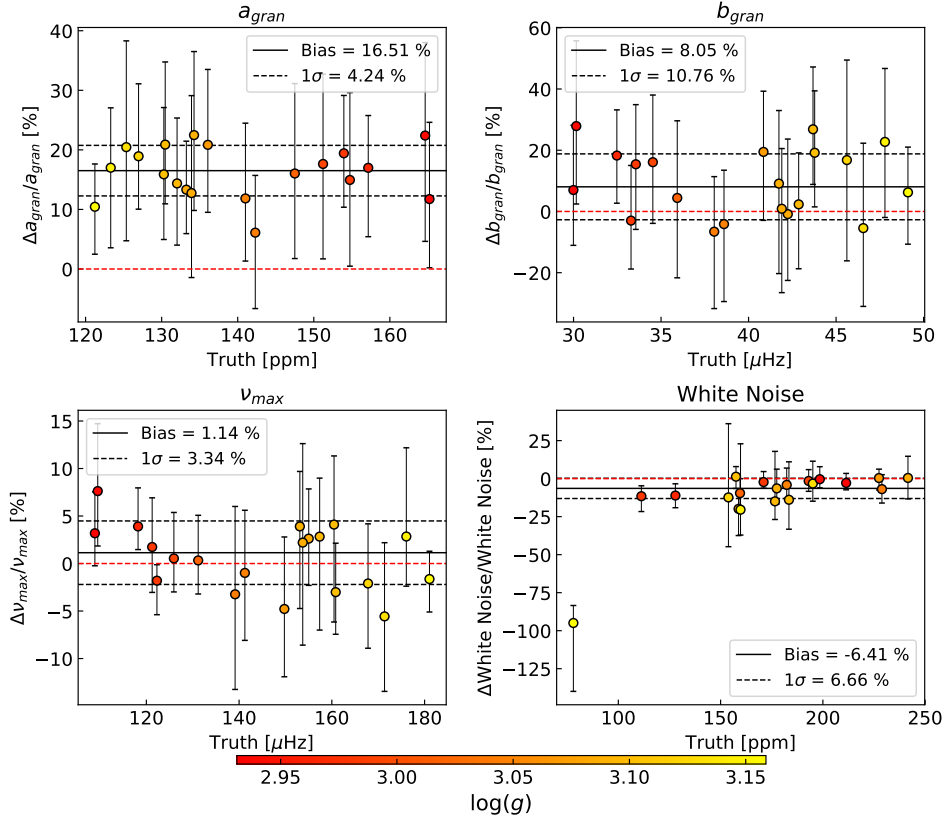 a_gran
Bias = 16.51 %
1σ = 4.24 %
Δa_gran/a_gran [%]
40
30
20
10
0
120 130 140 150 160
Truth [ppm]
b_gran
Bias = 8.05 %
1σ = 10.76 %
Δb_gran/b_gran [%]
60
40
20
0
−20
30 35 40 45 50
Truth [μHz]
ν_max
Bias = 1.14 %
1σ = 3.34 %
Δν_max/ν_max [%]
15
10
5
0
−5
−10
120 140 160 180
Truth [μHz]
White Noise
ΔWhite Noise/White Noise [%]
25
0
−25
−50
−75
−100
−125
Bias = -6.41 %
1σ = 6.66 %
100 150 200 250
Truth [ppm]
2.95 3.00 3.05 3.10 3.15
log(g)